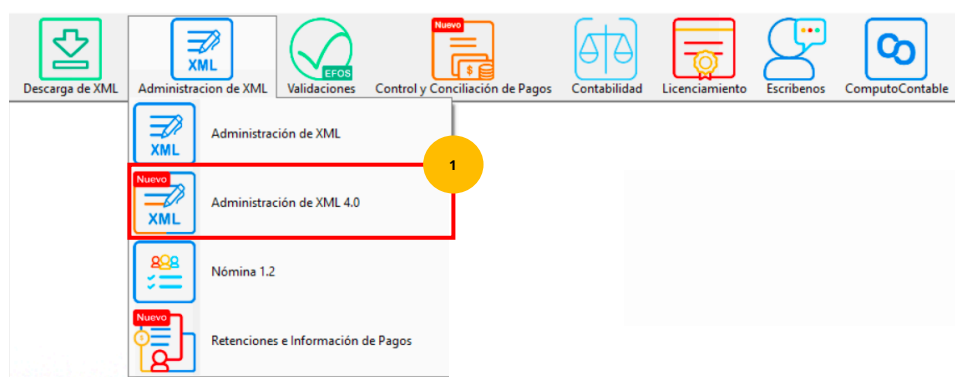 Nuevo
XML
EFOS
Descarga de XML
Administracion de XML
Validaciones
Control y Conciliación de Pagos
Contabilidad
Licenciamiento
Escribenos
ComputoContable
XML
Administración de XML
1
Nuevo
XML
Administración de XML 4.0
Nómina 1.2
Nuevo
Retenciones e Información de Pagos